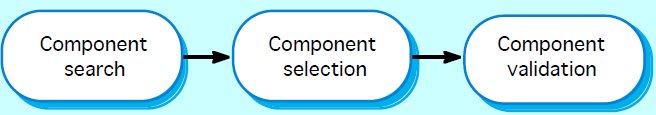 Component
search
Component
selection
Component
validation